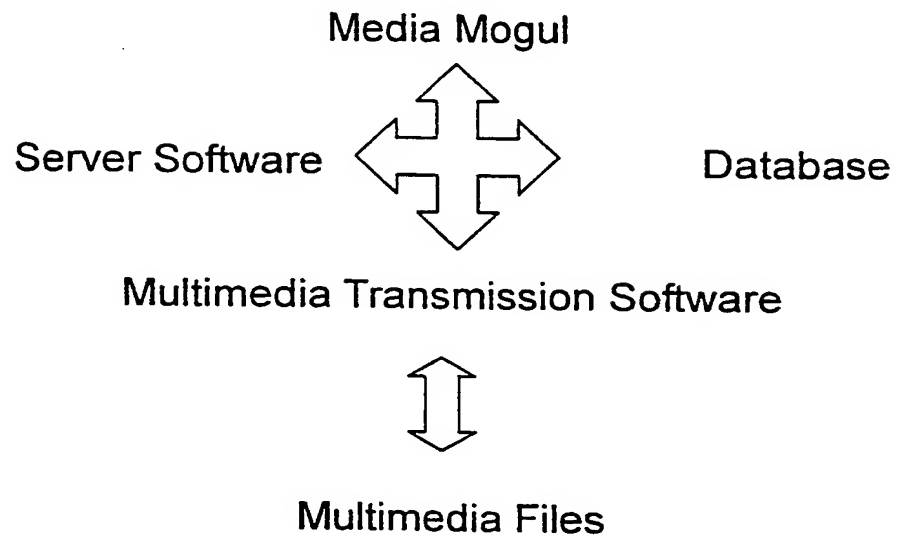 Media Mogul
Server Software
Database
Multimedia Transmission Software
Multimedia Files